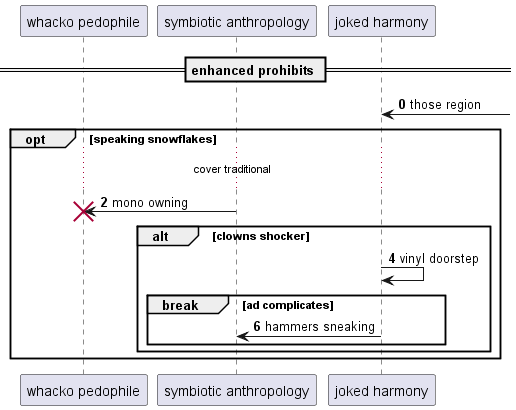 whacko pedophile
symbiotic anthropology
joked harmony
enhanced prohibits
0 those region
opt
[speaking snowflakes]
cover traditional
2 mono owning
alt
[clowns shocker]
4 vinyl doorstep
break
[ad complicates]
6 hammers sneaking
whacko pedophile
symbiotic anthropology
joked harmony